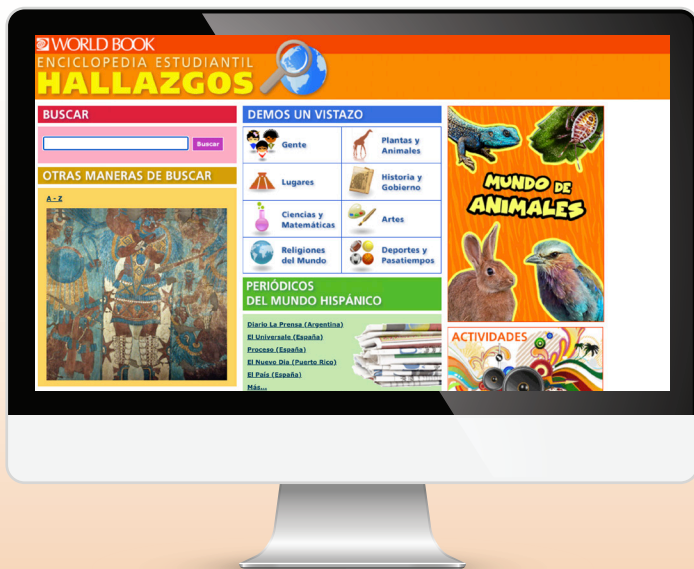 WORLD BOOK
ENCICLOPEDIA ESTUDIANTIL
HALLAZGOS
BUSCAR
Buscar
OTRAS MANERAS DE BUSCAR
A - Z
DEMOS UN VISTAZO
Gente
Plantas y
Animales
Lugares
Historia y
Gobierno
Ciencias y
Matemáticas
Artes
Religiones
del Mundo
Deportes y
Pasatiempos
PERIÓDICOS
DEL MUNDO HISPÁNICO
Diario La Prensa (Argentina)
El Universale (España)
Proceso (España)
El Nuevo Día (Puerto Rico)
El País (España)
Más...
MUNDO DE
ANIMALES
ACTIVIDADES